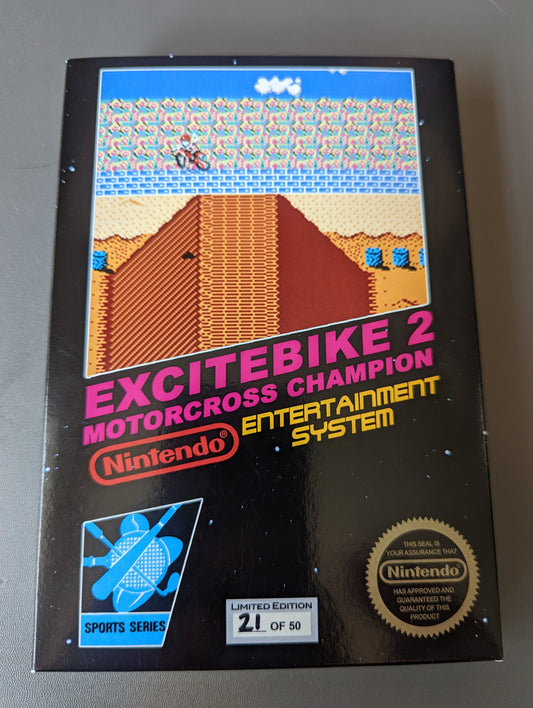 EXCITEBIKE 2
MOTORCROSS CHAMPION
Nintendo®
ENTERTAINMENT
SYSTEM
SPORTS SERIES
LIMITED EDITION
21 OF 50
THIS SEAL IS
YOUR ASSURANCE THAT
Nintendo®
HAS APPROVED AND
GUARANTEED THE
QUALITY OF THIS
PRODUCT